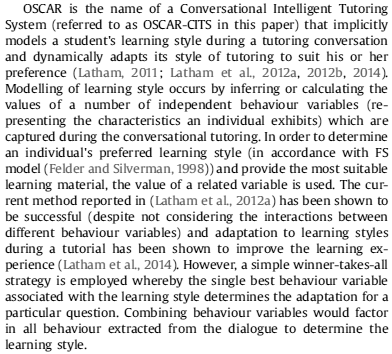 OSCAR is the name of a Conversational Intelligent Tutoring
System (referred to as OSCAR-CITS in this paper) that implicitly
models a student's learning style during a tutoring conversation
and dynamically adapts its style of tutoring to suit his or her
preference (Latham, 2011; Latham et al., 2012a, 2012b, 2014).
Modelling of learning style occurs by inferring or calculating the
values of a number of independent behaviour variables (re-
presenting the characteristics an individual exhibits) which are
captured during the conversational tutoring. In order to determine
an individual's preferred learning style (in accordance with FS
model (Felder and Silverman, 1998)) and provide the most suitable
learning material, the value of a related variable is used. The cur-
rent method reported in (Latham et al., 2012a) has been shown to
be successful (despite not considering the interactions between
different behaviour variables) and adaptation to learning styles
during a tutorial has been shown to improve the learning ex-
perience (Latham et al., 2014). However, a simple winner-takes-all
strategy is employed whereby the single best behaviour variable
associated with the learning style determines the adaptation for a
particular question. Combining behaviour variables would factor
in all behaviour extracted from the dialogue to determine the
learning style.